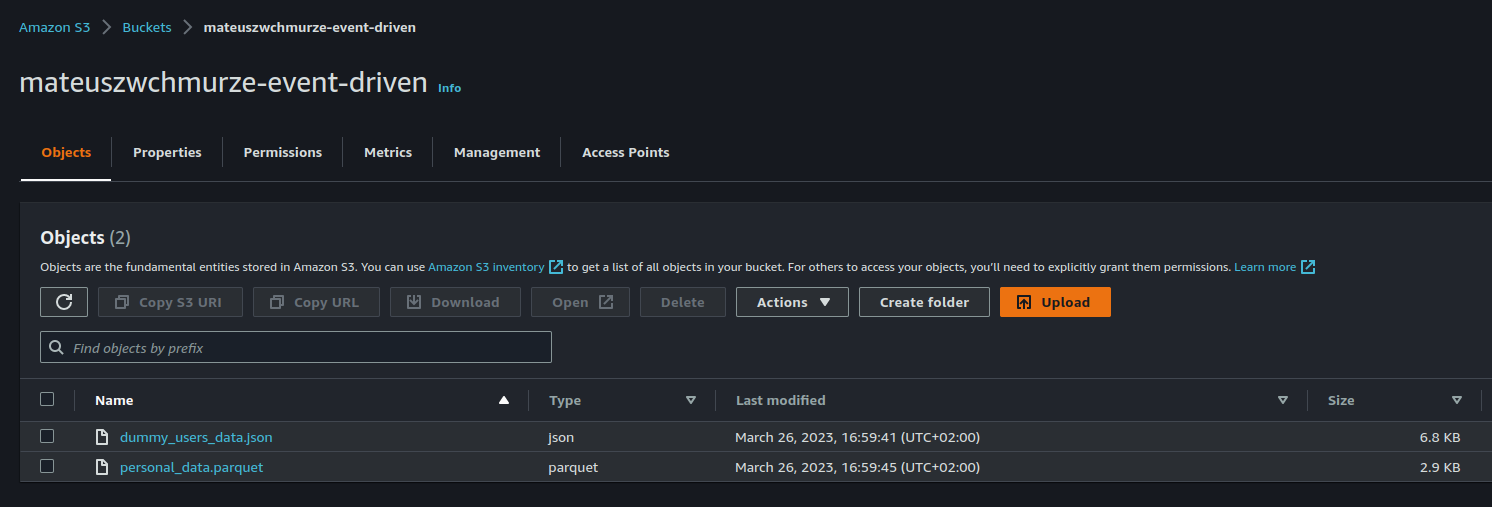 Amazon S3 > Buckets > mateuszwchmurze-event-driven
mateuszwchmurze-event-driven Info
Objects Properties Permissions Metrics Management Access Points
Objects (2)
Objects are the fundamental entities stored in Amazon S3. You can use Amazon S3 inventory to get a list of all objects in your bucket. For others to access your objects, you'll need to explicitly grant them permissions. Learn more
Copy S3 URI Copy URL Download Open Delete Actions Create folder Upload
Find objects by prefix
Name Type Last modified Size
dummy_users_data.json json March 26, 2023, 16:59:41 (UTC+02:00) 6.8 KB
personal_data.parquet parquet March 26, 2023, 16:59:45 (UTC+02:00) 2.9 KB